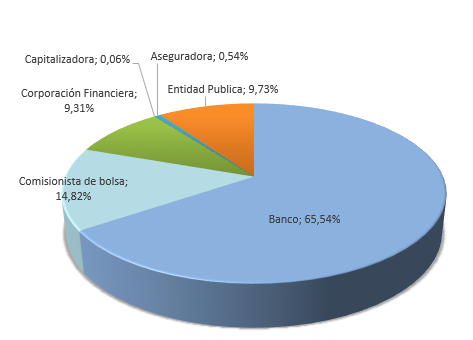 Capitalizadora; 0,06%
Aseguradora; 0,54%
Corporación Financiera;
9,31%
Entidad Publica; 9,73%
Comisionista de bolsa;
14,82%
Banco; 65,54%